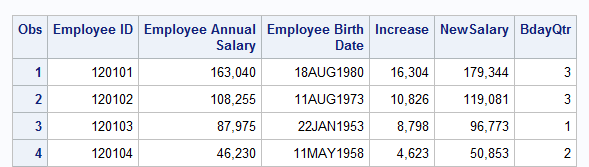 Obs Employee ID Employee Annual Salary Employee Birth Date Increase NewSalary BdayQtr
1 120101 163,040 18AUG1980 16,304 179,344 3
2 120102 108,255 11AUG1973 10,826 119,081 3
3 120103 87,975 22JAN1953 8,798 96,773 1
4 120104 46,230 11MAY1958 4,623 50,853 2